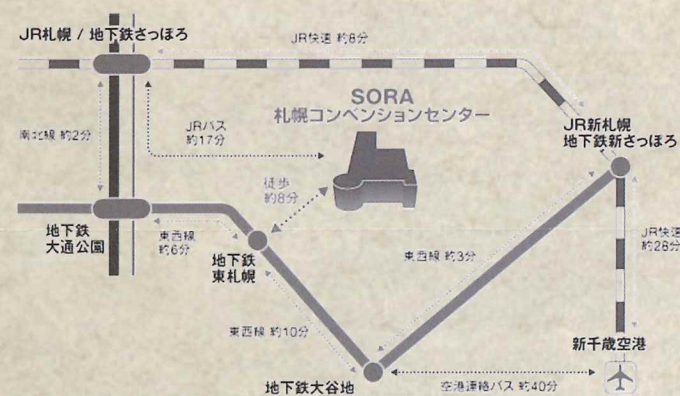 JR札幌 / 地下鉄さっぽろ
JR快速 約8分
SORA
札幌コンベンションセンター
JR新札幌
地下鉄新さっぽろ
南北線 約2分
JRバス
約17分
徒歩
約8分
地下鉄
大通公園
東西線
約6分
地下鉄
東札幌
東西線 約3分
JR快速
約28分
東西線 約10分
新千歳空港
地下鉄大谷地
空港連絡バス 約40分